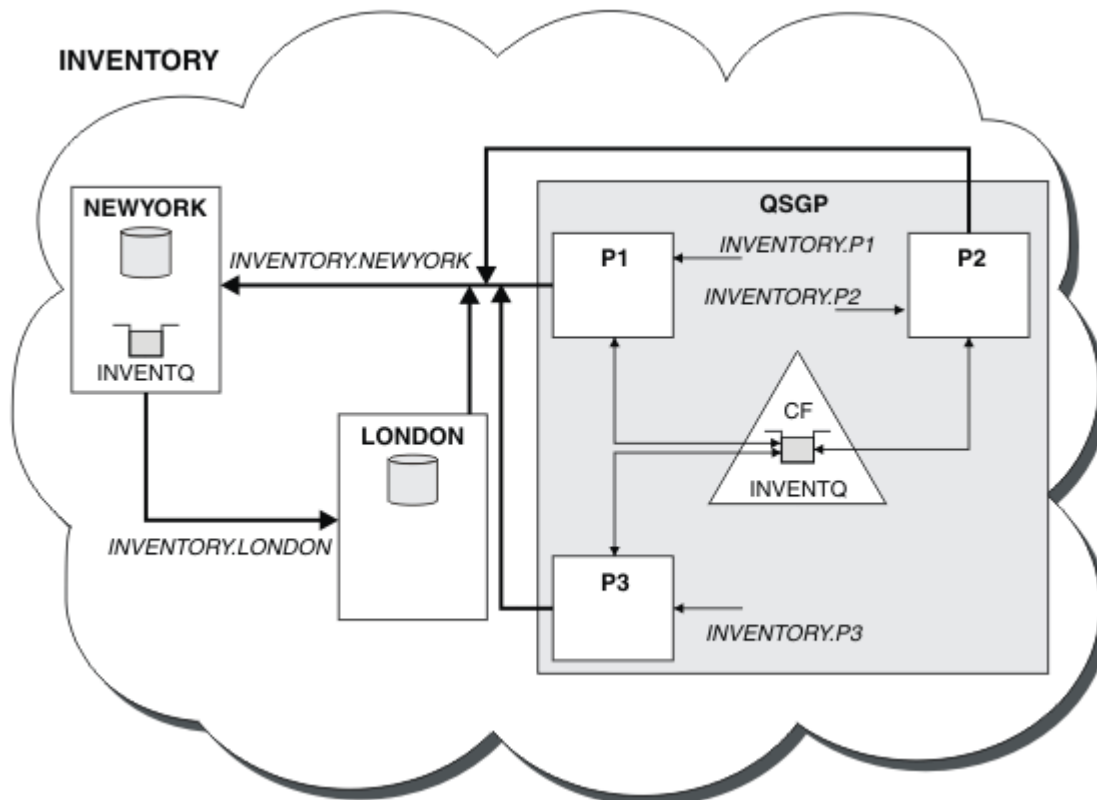 INVENTORY
NEWYORK
INVENTQ
INVENTORY.NEWYORK
LONDON
INVENTORY.LONDON
QSGP
P1
INVENTORY.P1
P2
INVENTORY.P2
CF
INVENTQ
P3
INVENTORY.P3